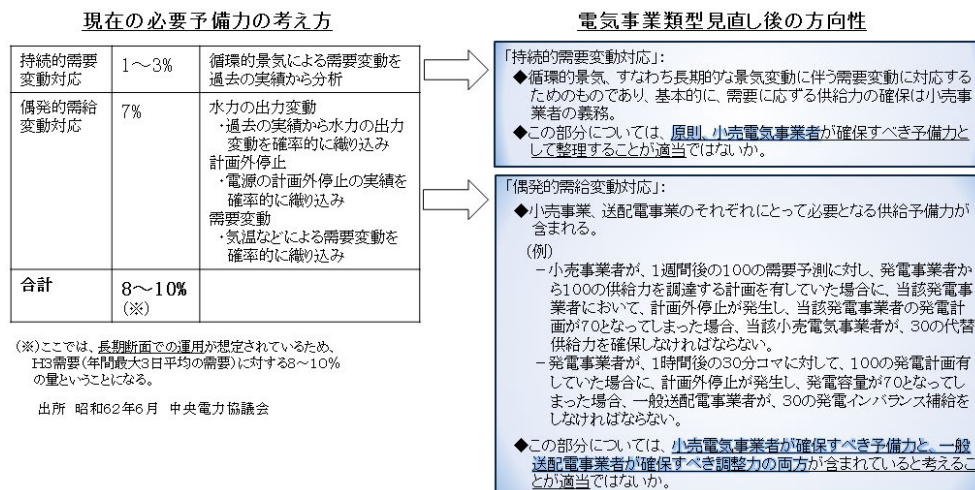 現在の必要予備力の考え方
持続的需要
変動対応
1～3%
循環的景気による需要変動を
過去の実績から分析
偶発的需給
変動対応
7%
水力の出力変動
・過去の実績から水力の出力
変動を確率的に織り込み
計画外停止
・電源の計画外停止の実績を
確率的に織り込み
需要変動
・気温などによる需要変動を
確率的に織り込み
合計
8～10%
(※)
(※)ここでは、長期断面での運用が想定されているため、
H3需要(年間最大3日平均の需要)に対する8～10%
の量ということになる。
出所 昭和62年6月 中央電力協議会
電気事業類型見直し後の方向性
「持続的需要変動対応」:
◆循環的景気、すなわち長期的な景気変動に伴う需要変動に対応する
ためのものであり、基本的に、需要に応ずる供給力の確保は小売事
業者の義務。
◆この部分については、原則、小売電気事業者が確保すべき予備力と
して整理することが適当ではないか。
「偶発的需給変動対応」:
◆小売事業、送配電事業のそれぞれにとって必要となる供給予備力が
含まれる。
(例)
－小売事業者が、1週間後の100の需要予測に対し、発電事業者か
ら100の供給力を調達する計画を有していた場合に、当該発電事
業者において、計画外停止が発生し、当該発電事業者の発電計
画が70となってしまった場合、当該小売電気事業者が、30の代替
供給力を確保しなければならない。
－発電事業者が、1時間後の30分コマに対して、100の発電計画有
していた場合に、計画外停止が発生し、発電容量が70となってし
まった場合、一般送配電事業者が、30の発電インバランス補給を
しなければならない。
◆この部分については、小売電気事業者が確保すべき予備力と、一般
送配電事業者が確保すべき調整力の両方が含まれていると考えるこ
とが適当ではないか。